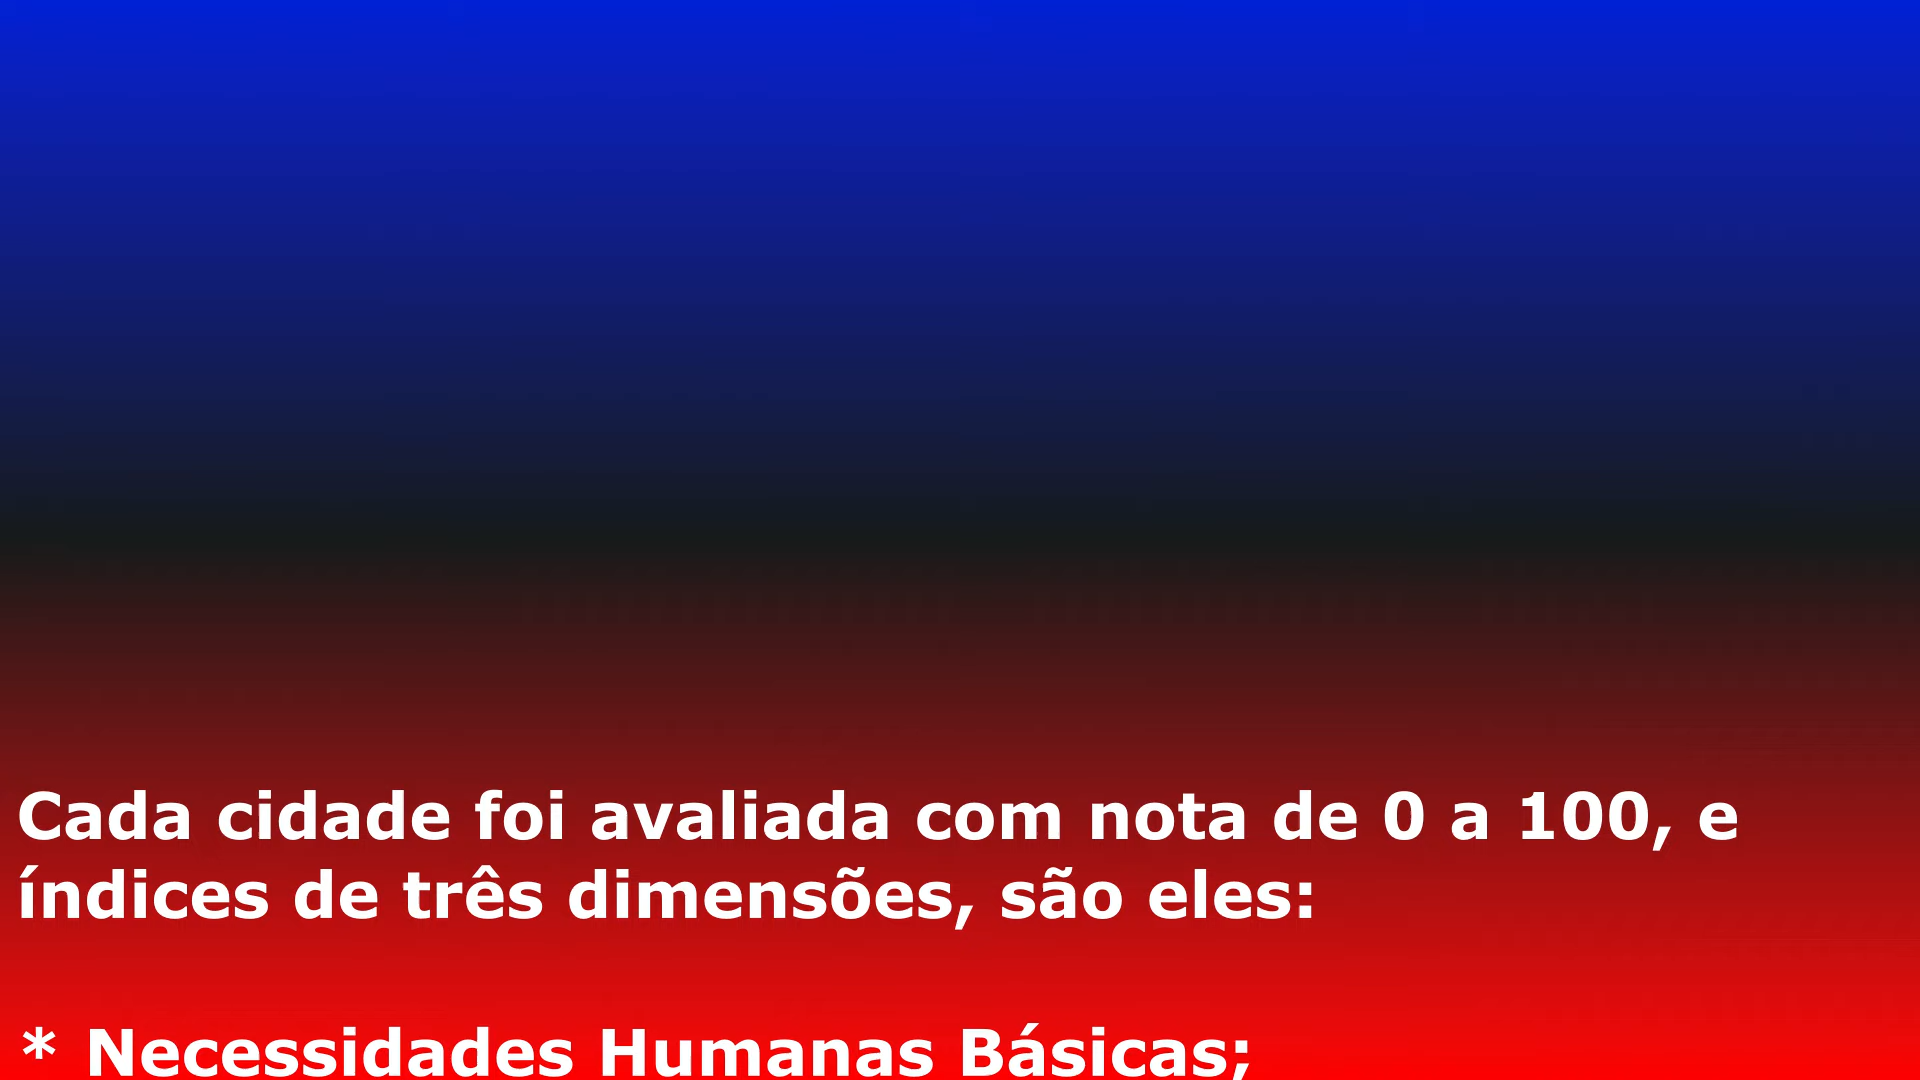 Cada cidade foi avaliada com nota de 0 a 100, e
índices de três dimensões, são eles:
* Necessidades Humanas Básicas;